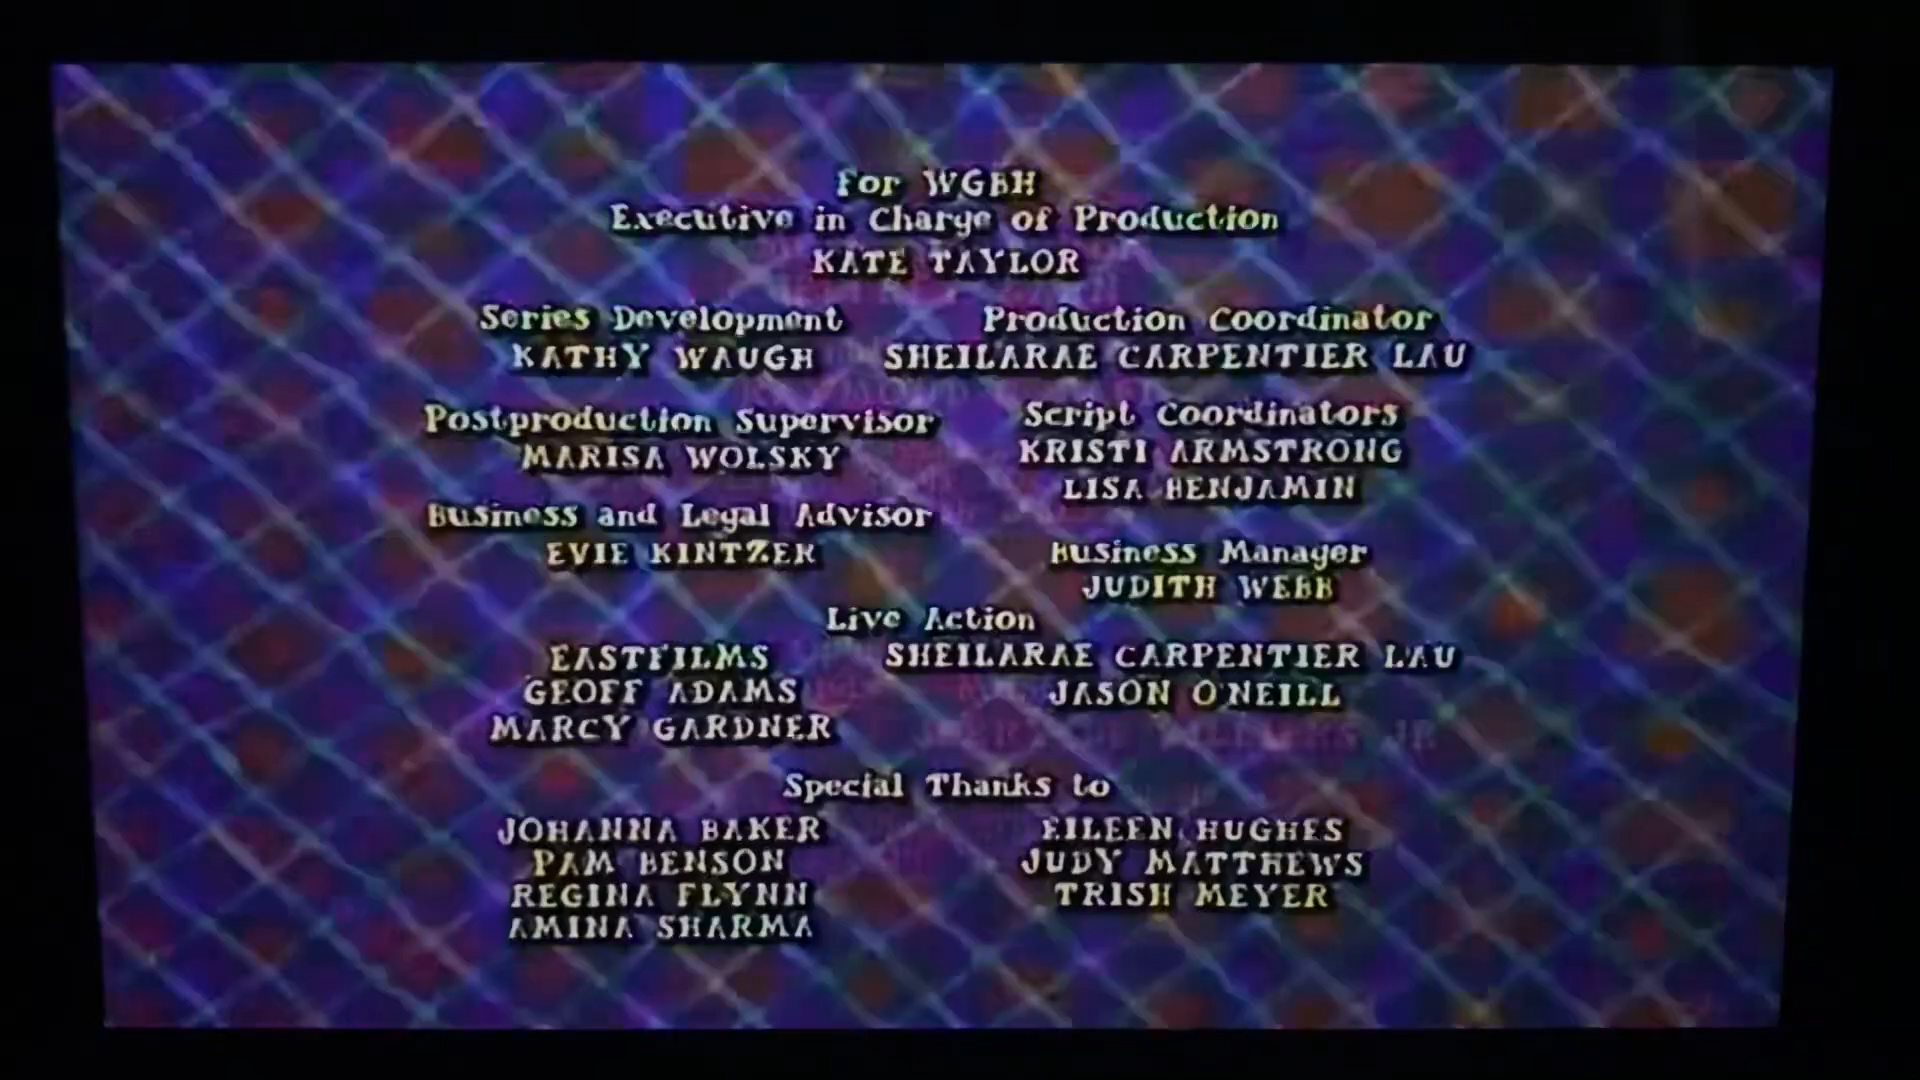 For WGBH
Executive in Charge of Production
KATE TAYLOR
Series Development
KATHY WAUGH
Production Coordinator
SHEILARAE CARPENTIER LAU
Postproduction Supervisor
MARISA WOLSKY
Script Coordinators
KRISTI ARMSTRONG
LISA BENJAMIN
Business and Legal Advisor
EVIE KINTZER
Business Manager
JUDITH WEBB
Live Action
EASTFILMS
GEOFF ADAMS
MARCY GARDNER
SHEILARAE CARPENTIER LAU
JASON O'NEILL
Special Thanks to
JOHANNA BAKER
PAM BENSON
REGINA FLYNN
AMINA SHARMA
EILEEN HUGHES
JUDY MATTHEWS
TRISH MEYER